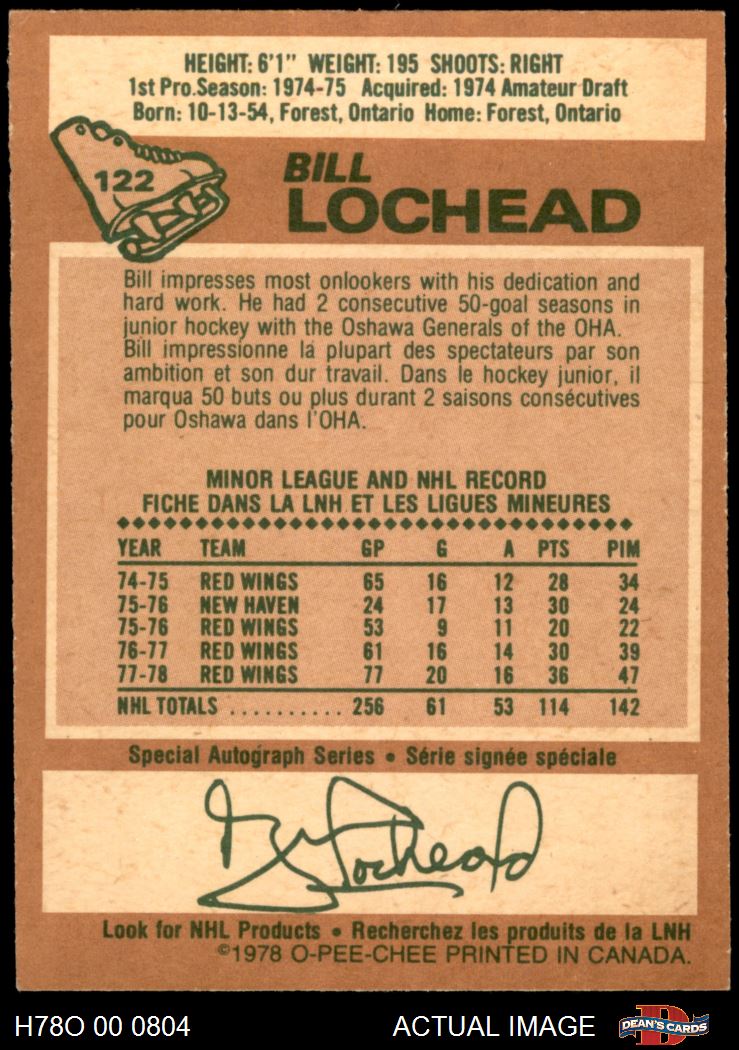 HEIGHT: 6'1" WEIGHT: 195 SHOOTS: RIGHT
1st Pro.Season: 1974-75 Acquired: 1974 Amateur Draft
Born: 10-13-54, Forest, Ontario Home: Forest, Ontario
122
BILL
LOCHEAD
Bill impresses most onlookers with his dedication and
hard work. He had 2 consecutive 50-goal seasons in
junior hockey with the Oshawa Generals of the OHA.
Bill impressionne la plupart des spectateurs par son
ambition et son dur travail. Dans le hockey junior, il
marqua 50 buts ou plus durant 2 saisons consécutives
pour Oshawa dans l'OHA.
MINOR LEAGUE AND NHL RECORD
FICHE DANS LA LNH ET LES LIGUES MINEURES
YEAR TEAM GP G A PTS PIM
74-75 RED WINGS 65 16 12 28 34
75-76 NEW HAVEN 24 17 13 30 24
75-76 RED WINGS 53 9 11 20 22
76-77 RED WINGS 61 16 14 30 39
77-78 RED WINGS 77 20 16 36 47
NHL TOTALS .......... 256 61 53 114 142
Special Autograph Series • Série signée spéciale
Bill Lochead
Look for NHL Products • Recherchez les produits de la LNH
©1978 O-PEE-CHEE PRINTED IN CANADA.
H78O 00 0804 ACTUAL IMAGE D DEAN'S CARDS